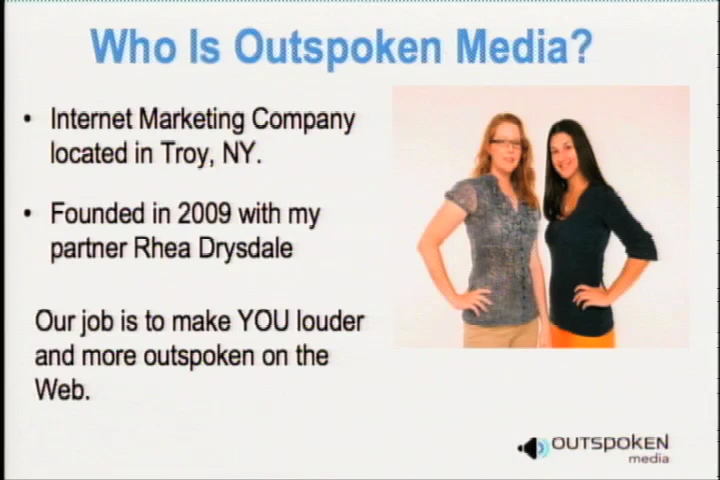 Who Is Outspoken Media?
• Internet Marketing Company
located in Troy, NY.
• Founded in 2009 with my
partner Rhea Drysdale
Our job is to make YOU louder
and more outspoken on the
Web.
OUTSPOKEN
media